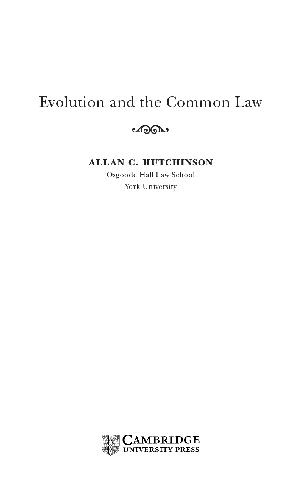 Evolution and the Common Law
ALLAN C. HUTCHINSON
Osgoode Hall Law School
York University
CAMBRIDGE
UNIVERSITY PRESS